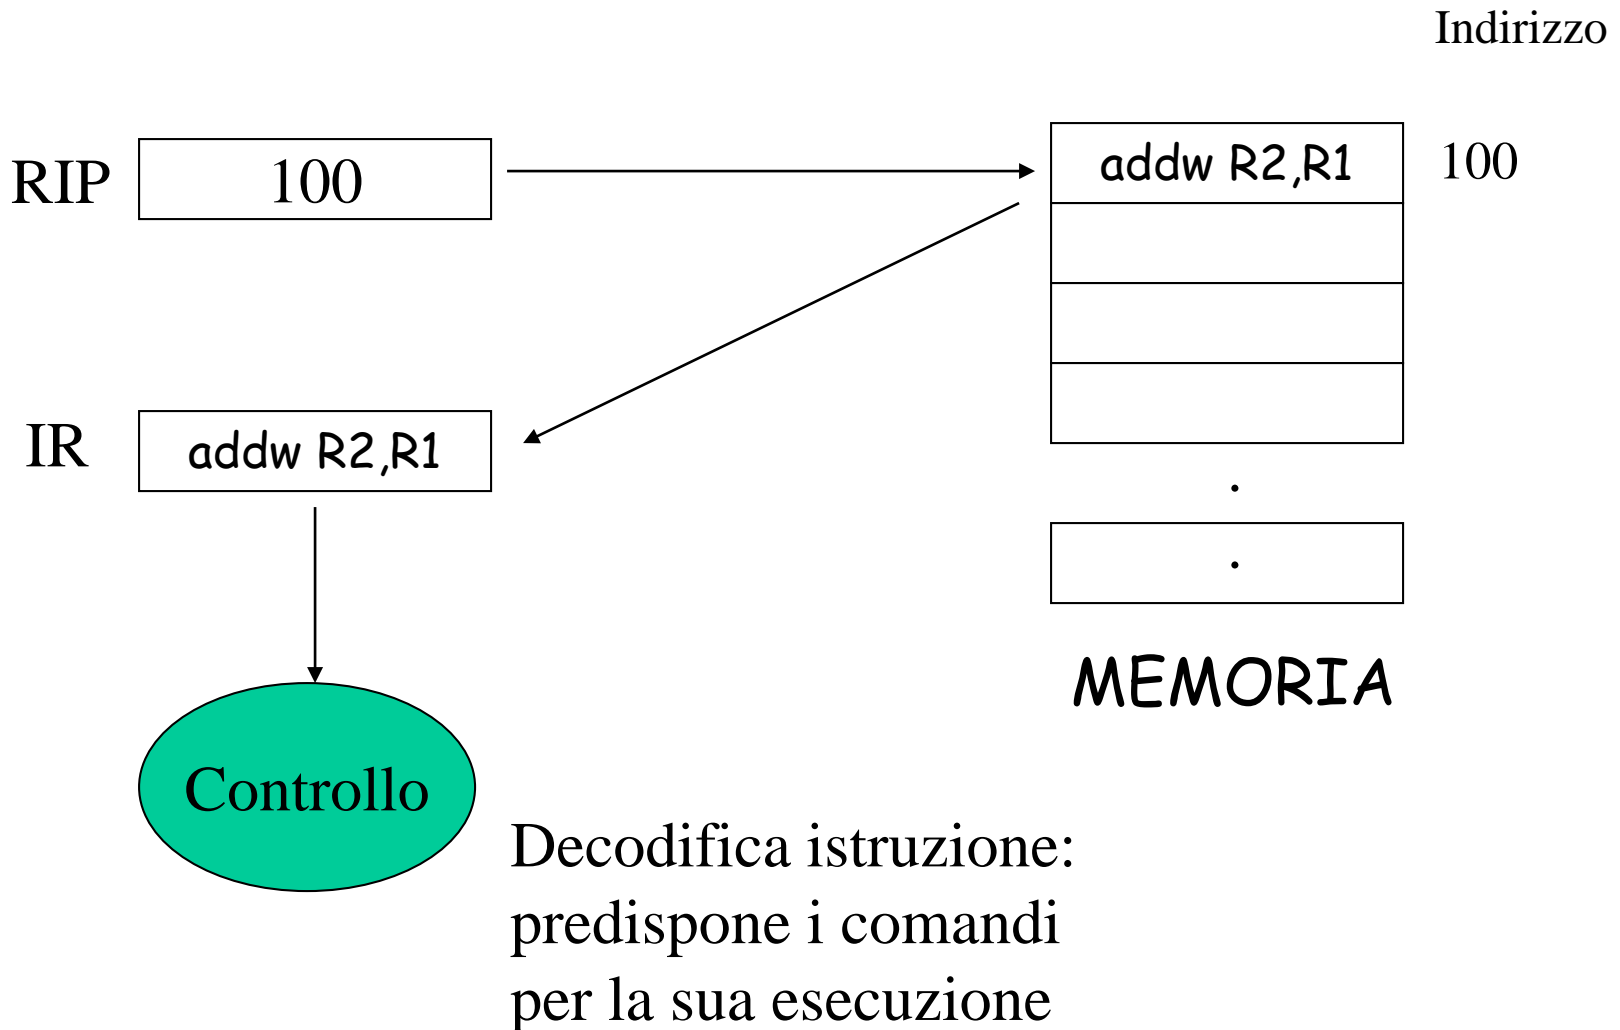 Indirizzo
RIP 100 addw R2,R1 100
IR addw R2,R1
.
.
MEMORIA
Controllo
Decodifica istruzione:
predispone i comandi
per la sua esecuzione